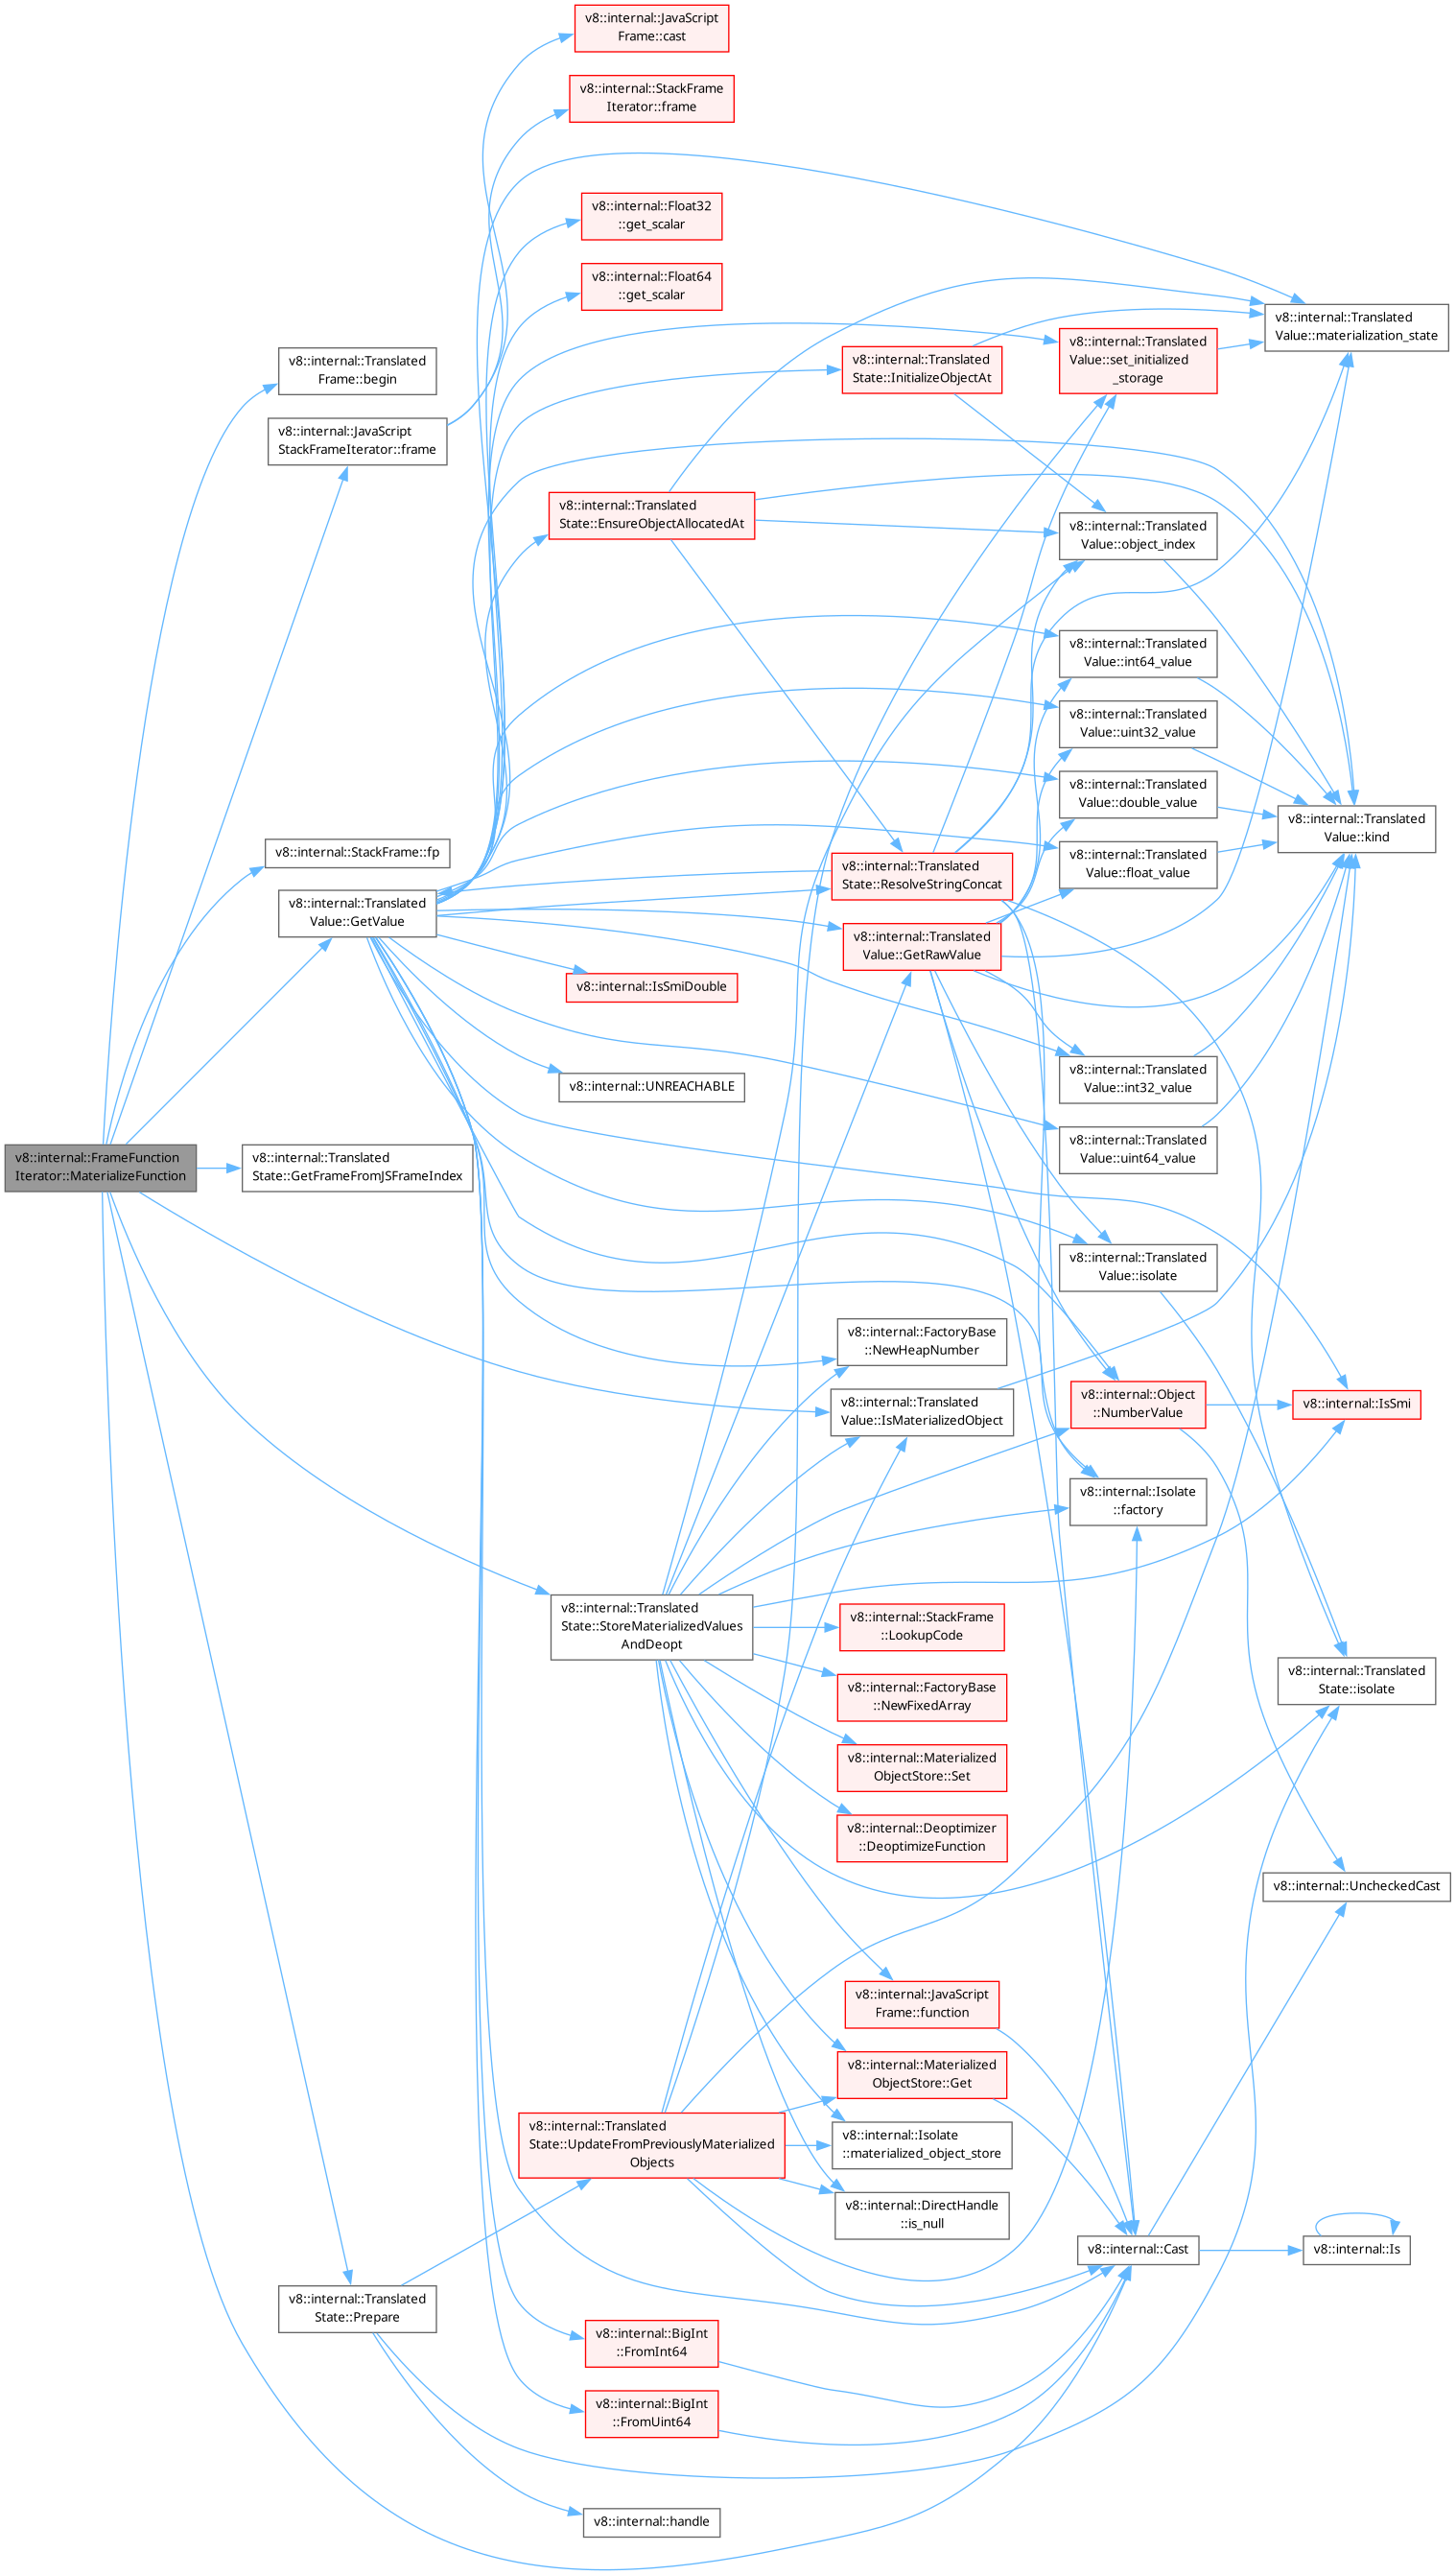 v8::internal::JavaScript
Frame::cast
v8::internal::StackFrame
Iterator::frame
v8::internal::Float32
::get_scalar
v8::internal::Float64
::get_scalar
v8::internal::Translated
Value::materialization_state
v8::internal::Translated
Value::set_initialized
_storage
v8::internal::Translated
State::InitializeObjectAt
v8::internal::Translated
Frame::begin
v8::internal::JavaScript
StackFrameIterator::frame
v8::internal::Translated
State::EnsureObjectAllocatedAt
v8::internal::Translated
Value::object_index
v8::internal::Translated
Value::int64_value
v8::internal::Translated
Value::uint32_value
v8::internal::Translated
Value::double_value
v8::internal::Translated
Value::kind
v8::internal::Translated
Value::float_value
v8::internal::StackFrame::fp
v8::internal::Translated
State::ResolveStringConcat
v8::internal::Translated
Value::GetValue
v8::internal::Translated
Value::GetRawValue
v8::internal::IsSmiDouble
v8::internal::UNREACHABLE
v8::internal::Translated
Value::int32_value
v8::internal::Translated
Value::uint64_value
v8::internal::FrameFunction
Iterator::MaterializeFunction
v8::internal::Translated
State::GetFrameFromJSFrameIndex
v8::internal::Translated
Value::isolate
v8::internal::FactoryBase
::NewHeapNumber
v8::internal::Translated
Value::IsMaterializedObject
v8::internal::Object
::NumberValue
v8::internal::IsSmi
v8::internal::Isolate
::factory
v8::internal::Translated
State::StoreMaterializedValues
AndDeopt
v8::internal::StackFrame
::LookupCode
v8::internal::FactoryBase
::NewFixedArray
v8::internal::Translated
State::isolate
v8::internal::Materialized
ObjectStore::Set
v8::internal::Deoptimizer
::DeoptimizeFunction
v8::internal::UncheckedCast
v8::internal::JavaScript
Frame::function
v8::internal::Materialized
ObjectStore::Get
v8::internal::Translated
State::UpdateFromPreviouslyMaterialized
Objects
v8::internal::Isolate
::materialized_object_store
v8::internal::DirectHandle
::is_null
v8::internal::Cast
v8::internal::Is
v8::internal::Translated
State::Prepare
v8::internal::BigInt
::FromInt64
v8::internal::BigInt
::FromUint64
v8::internal::handle